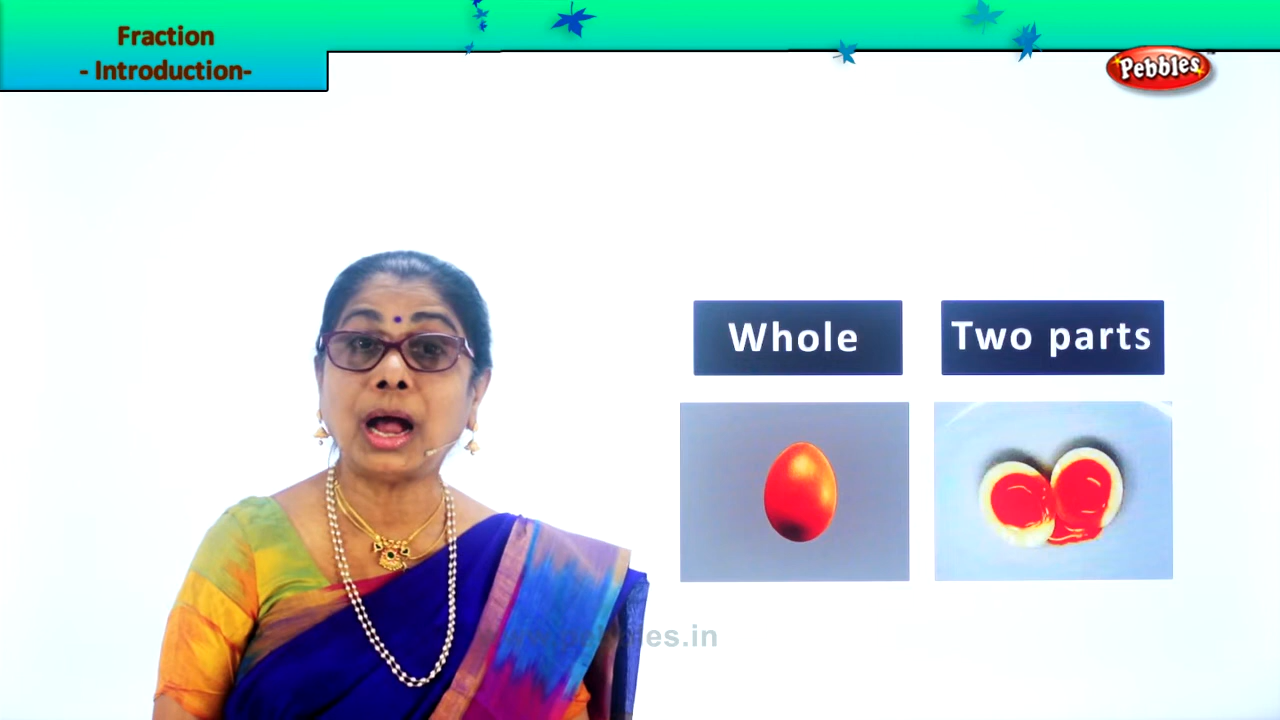 Fraction
- Introduction-
Pebbles
Whole
Two parts